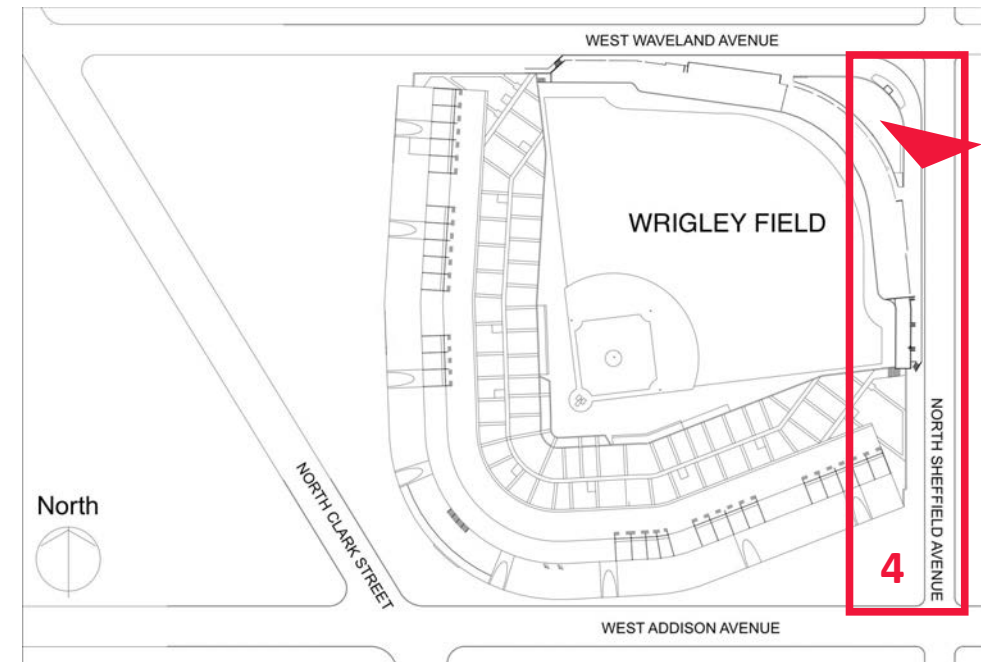 WEST WAVELAND AVENUE
WRIGLEY FIELD
NORTH SHEFFIELD AVENUE
North
NORTH CLARK STREET
4
WEST ADDISON AVENUE